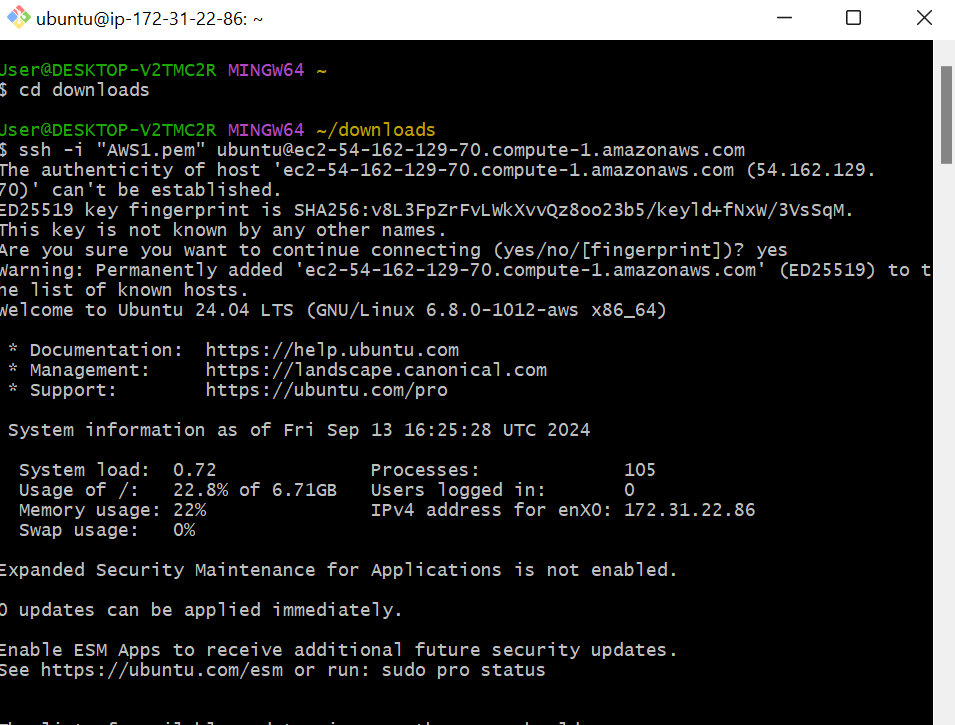 ubuntu@ip-172-31-22-86: ~
User@DESKTOP-V2TMC2R MINGW64 ~
$ cd downloads
User@DESKTOP-V2TMC2R MINGW64 ~/downloads
$ ssh -i "AWS1.pem" ubuntu@ec2-54-162-129-70.compute-1.amazonaws.com
The authenticity of host 'ec2-54-162-129-70.compute-1.amazonaws.com (54.162.129.
70)' can't be established.
ED25519 key fingerprint is SHA256:v8L3FpZrFvLWkXvvQz8oo23b5/keyld+fNxW/3VsSqM.
This key is not known by any other names.
Are you sure you want to continue connecting (yes/no/[fingerprint])? yes
Warning: Permanently added 'ec2-54-162-129-70.compute-1.amazonaws.com' (ED25519) to t
he list of known hosts.
Welcome to Ubuntu 24.04 LTS (GNU/Linux 6.8.0-1012-aws x86_64)
* Documentation: https://help.ubuntu.com
* Management: https://landscape.canonical.com
* Support: https://ubuntu.com/pro
System information as of Fri Sep 13 16:25:28 UTC 2024
System load: 0.72 Processes: 105
Usage of /: 22.8% of 6.71GB Users logged in: 0
Memory usage: 22% IPv4 address for enX0: 172.31.22.86
Swap usage: 0%
Expanded Security Maintenance for Applications is not enabled.
0 updates can be applied immediately.
Enable ESM Apps to receive additional future security updates.
See https://ubuntu.com/esm or run: sudo pro status